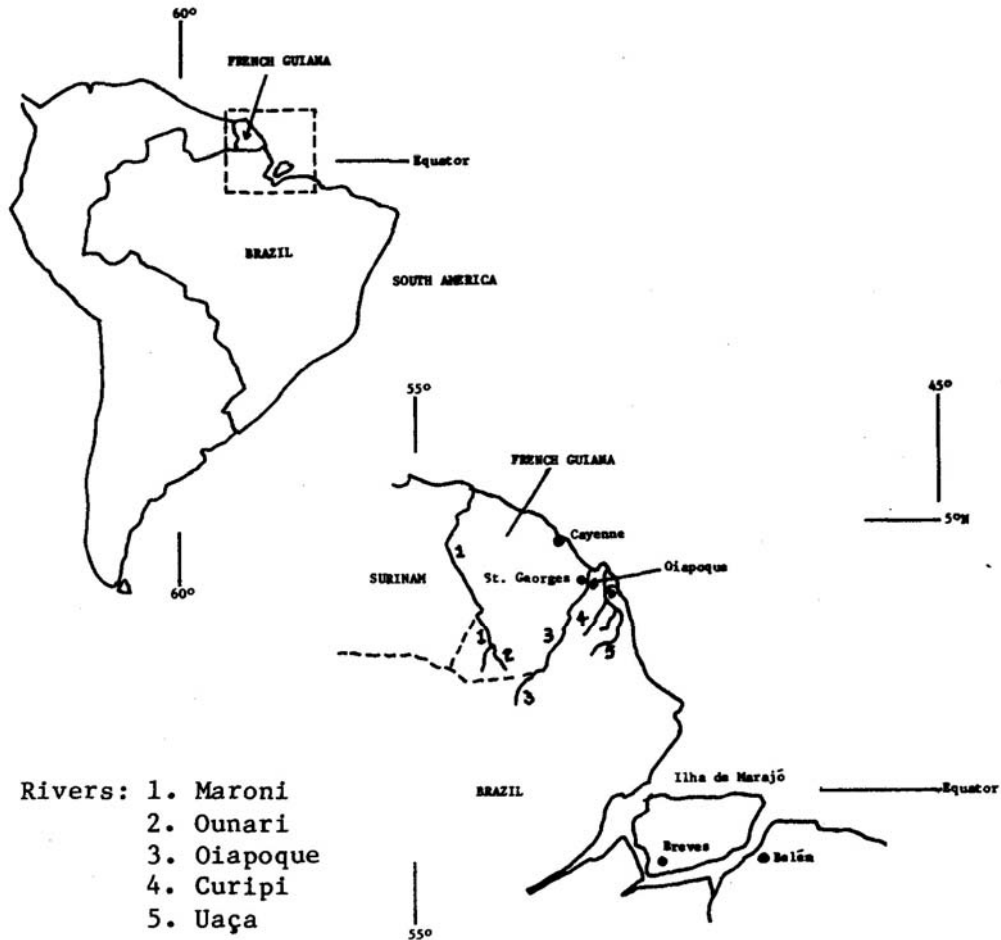 60°
FRENCH GUIANA
Equator
BRAZIL
SOUTH AMERICA
60°
55°
45°
FRENCH GUIANA
5°N
Cayenne
1
St. Georges
Oiapoque
SURINAM
4
1
3
2
5
3
Ilha de Marajó
BRAZIL
Equator
Breves
Belém
55°
Rivers: 1. Maroni
2. Ounari
3. Oiapoque
4. Curipi
5. Uaça